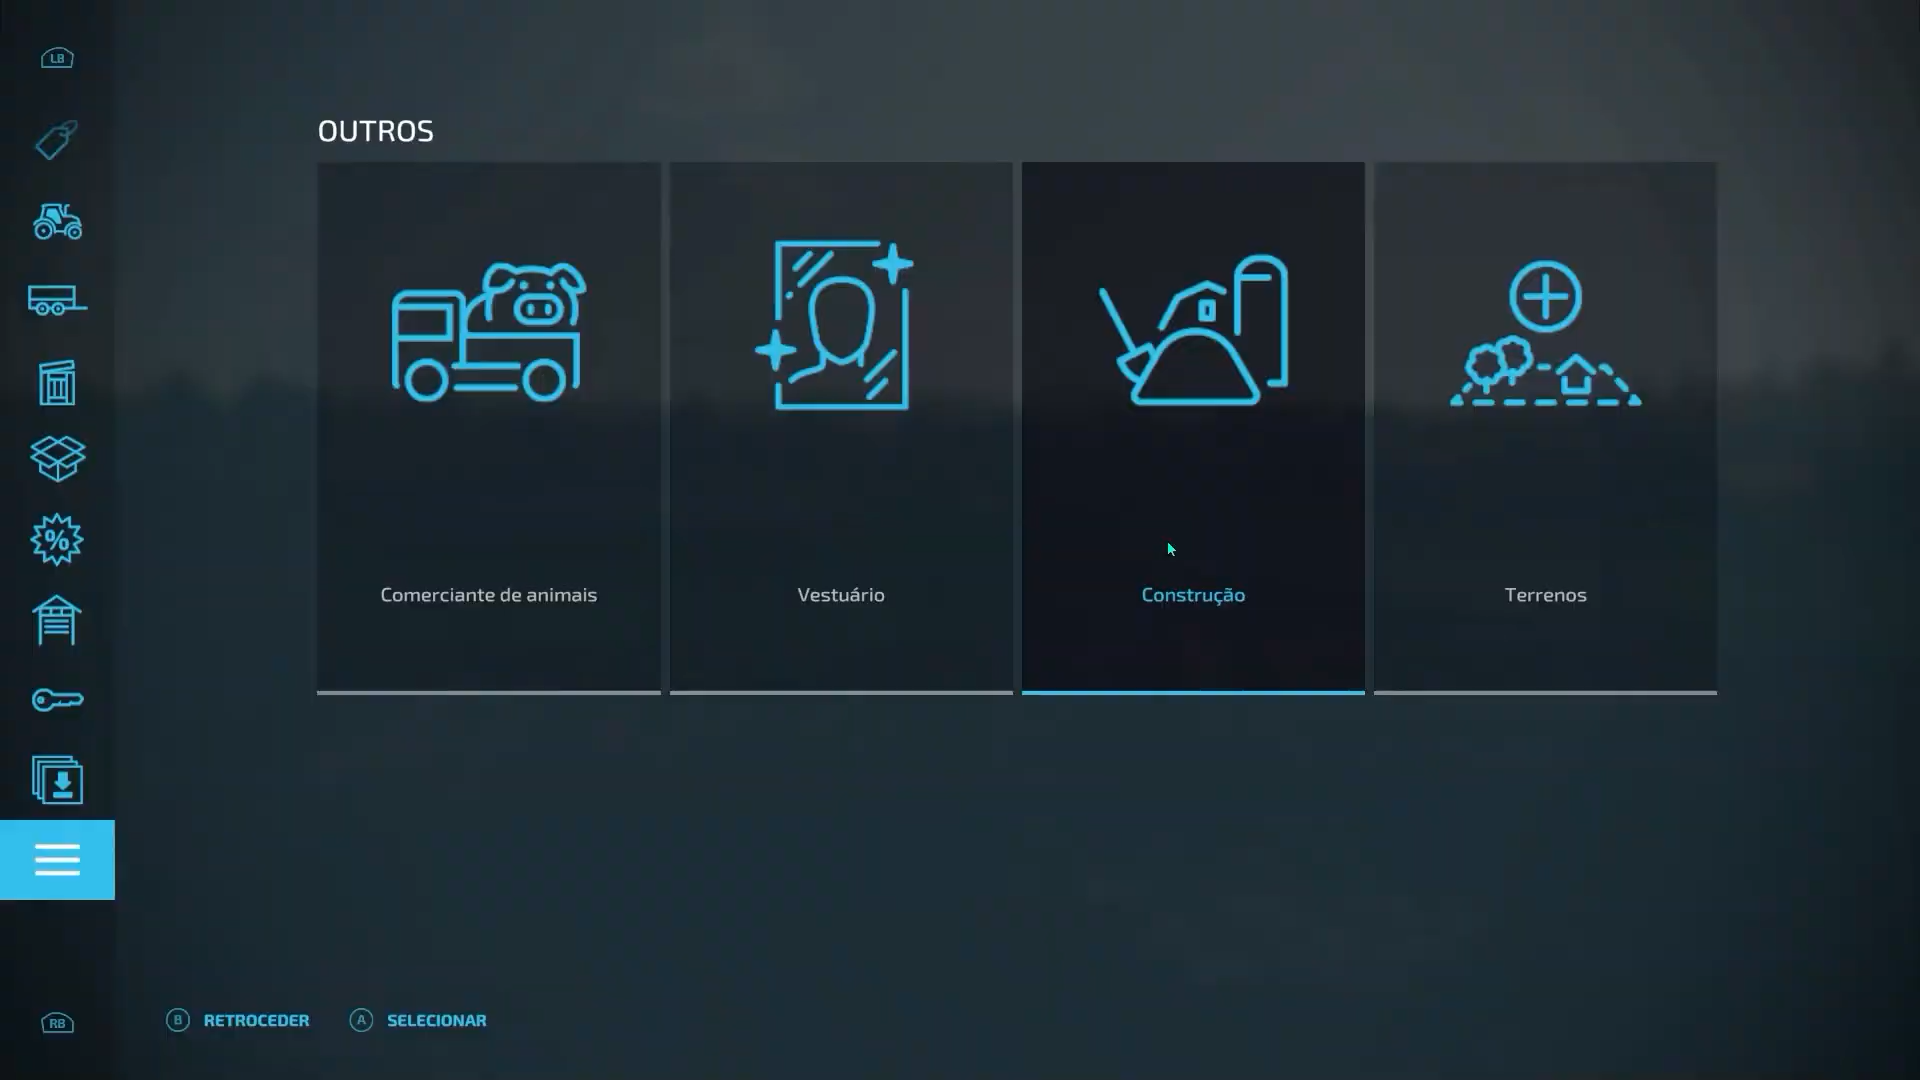 LB
OUTROS
%
Comerciante de animais
Vestuário
Construção
Terrenos
RB
B RETROCEDER
A SELECIONAR